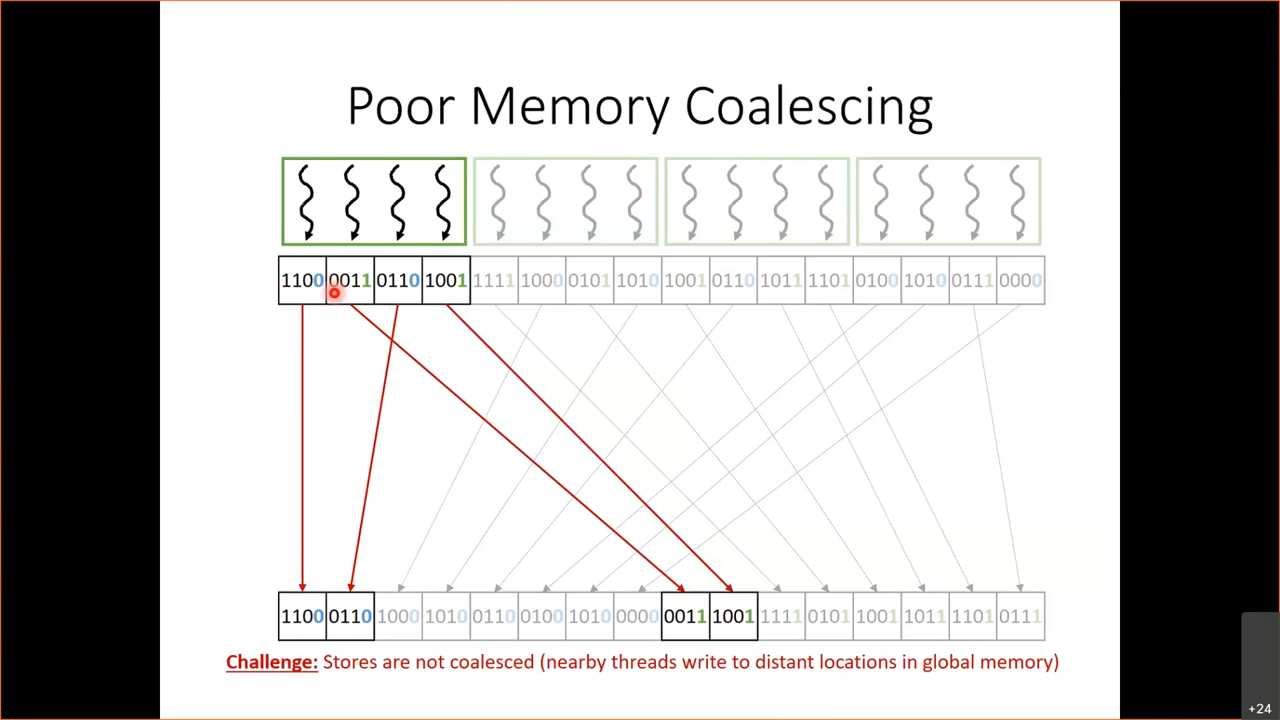 Poor Memory Coalescing
1100 0011 0110 1001 1111 1000 0101 1010 1001 0110 1011 1101 0100 1010 0111 0000
1100 0110 1000 1010 0110 0100 1010 0000 0011 1001 1111 0101 1001 1011 1101 0111
Challenge: Stores are not coalesced (nearby threads write to distant locations in global memory)
+24